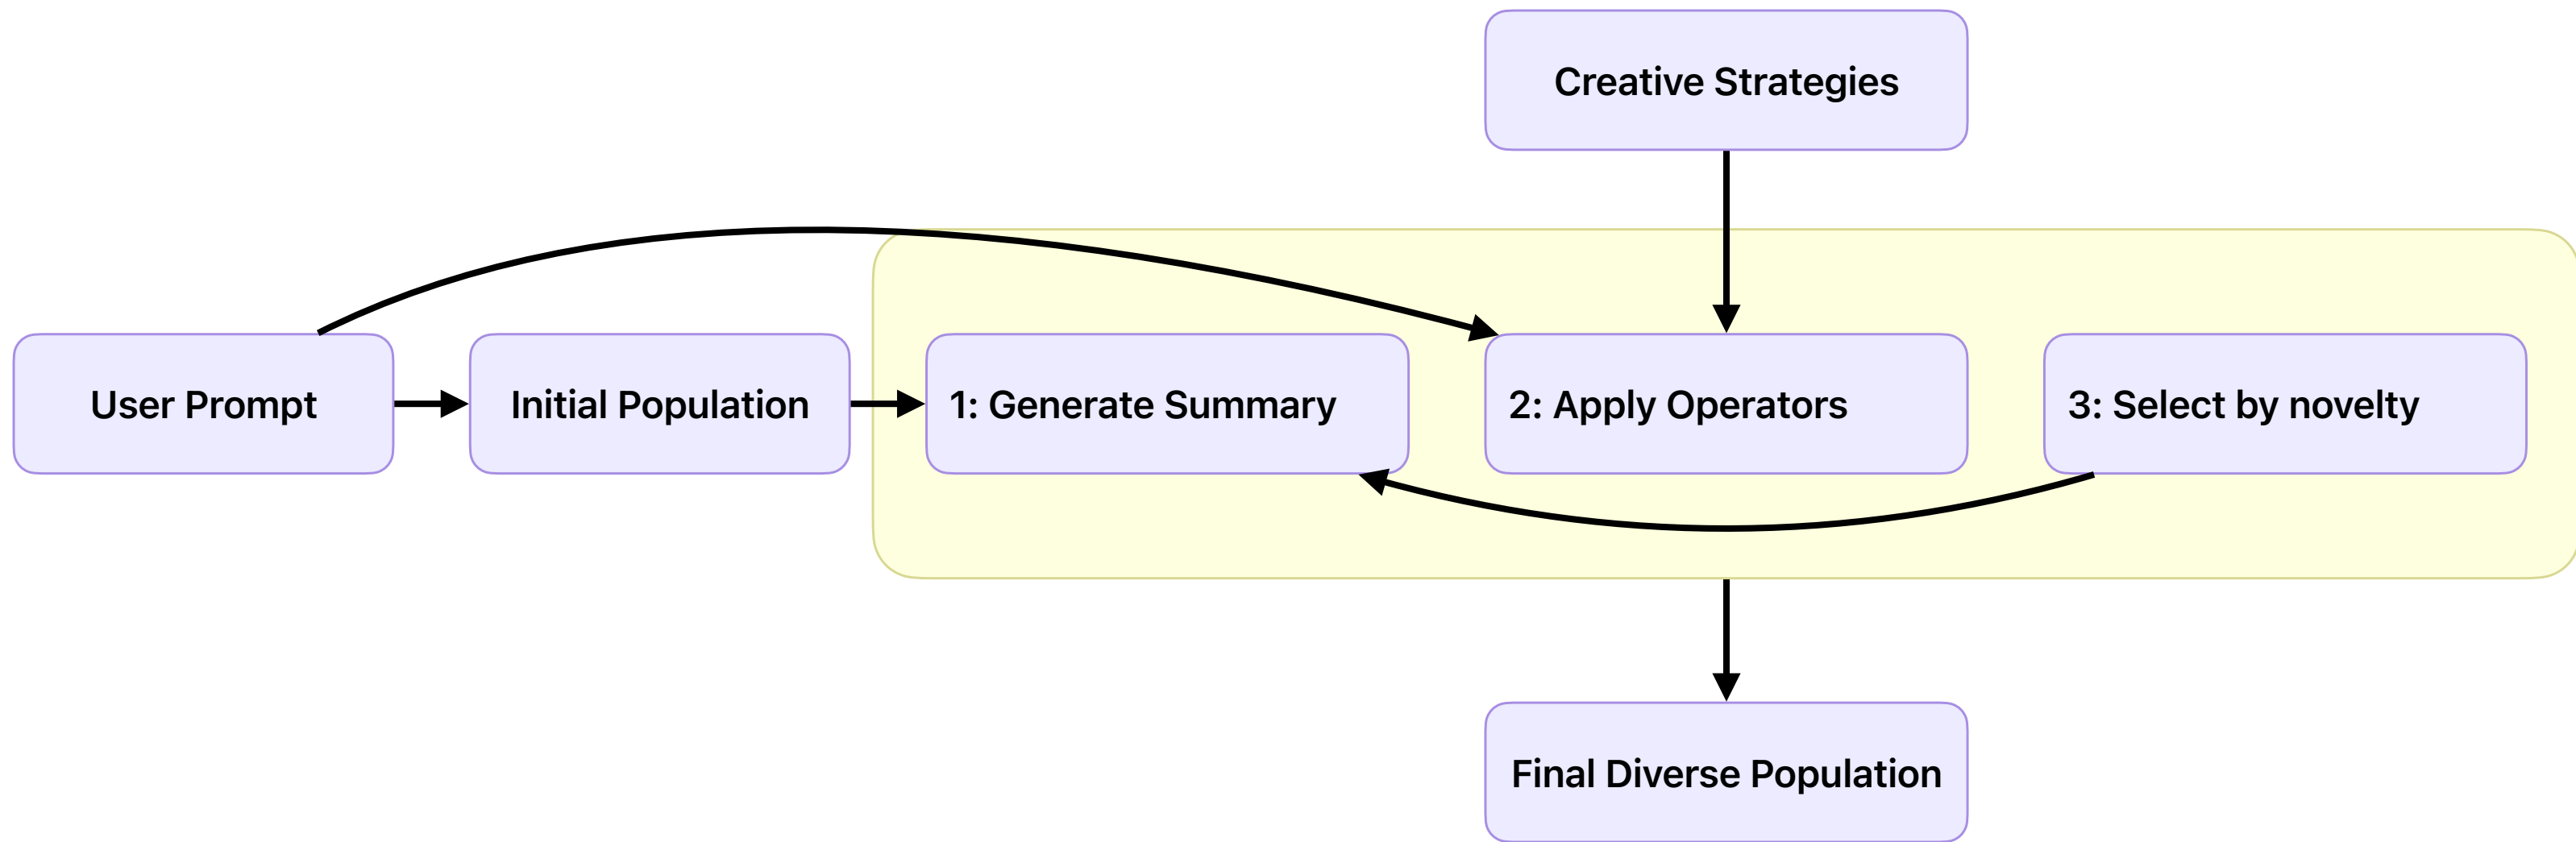 Creative Strategies
User Prompt
Initial Population
1: Generate Summary
2: Apply Operators
3: Select by novelty
Final Diverse Population